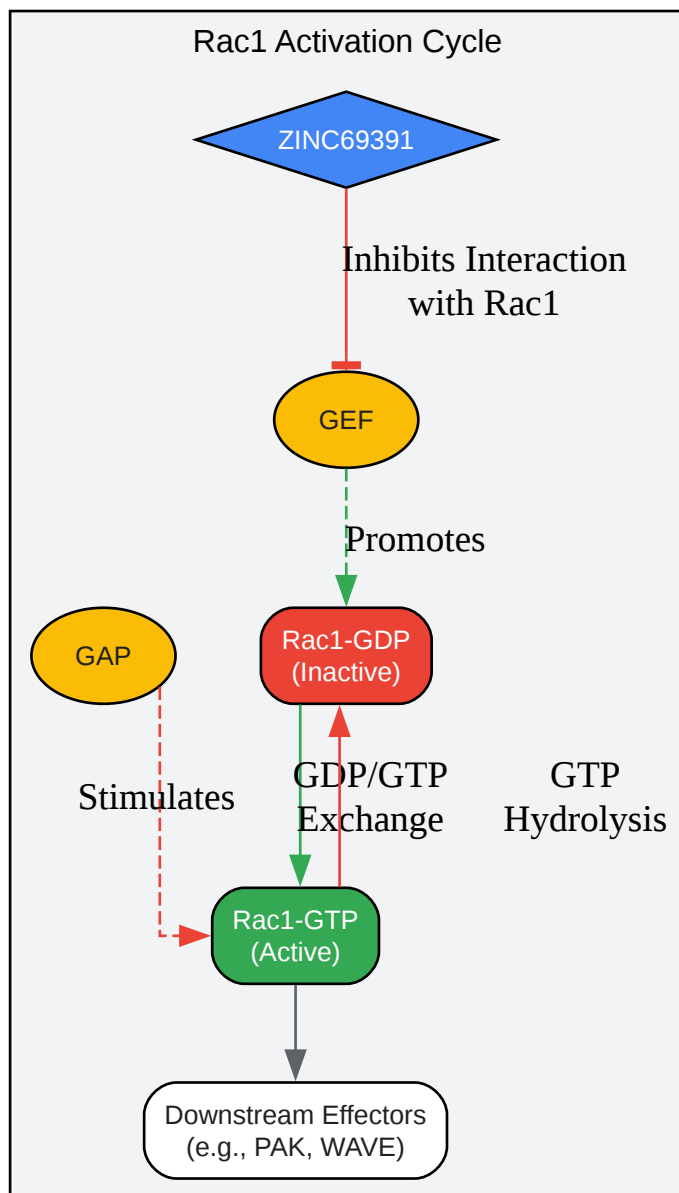 Rac1 Activation Cycle
ZINC69391
Inhibits Interaction
with Rac1
GEF
Promotes
GAP
Rac1-GDP
(Inactive)
Stimulates
GDP/GTP
Exchange
GTP
Hydrolysis
Rac1-GTP
(Active)
Downstream Effectors
(e.g., PAK, WAVE)